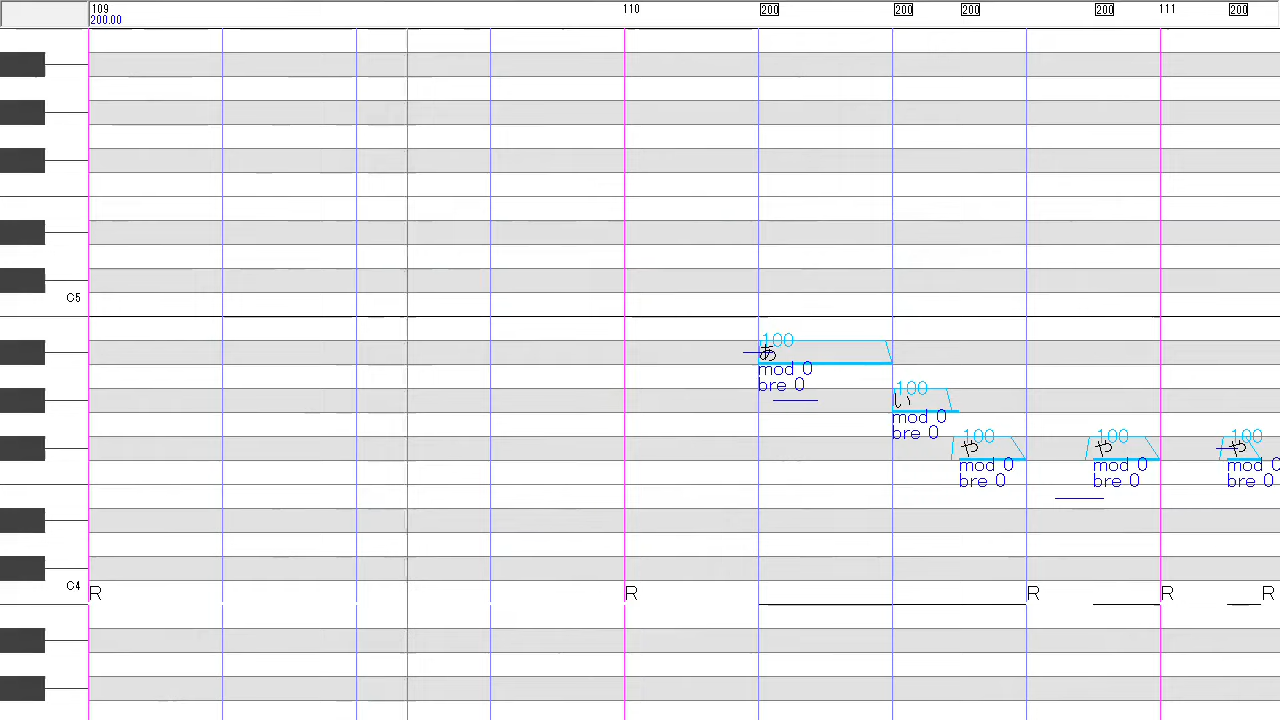 109 110 200 200 200 200 111 200
200.00
C5
100
あ
mod 0
bre 0
100
い
mod 0
bre 0
100 100 100
や や や
mod 0 mod 0 mod 0
bre 0 bre 0 bre 0
C4
R R R R R